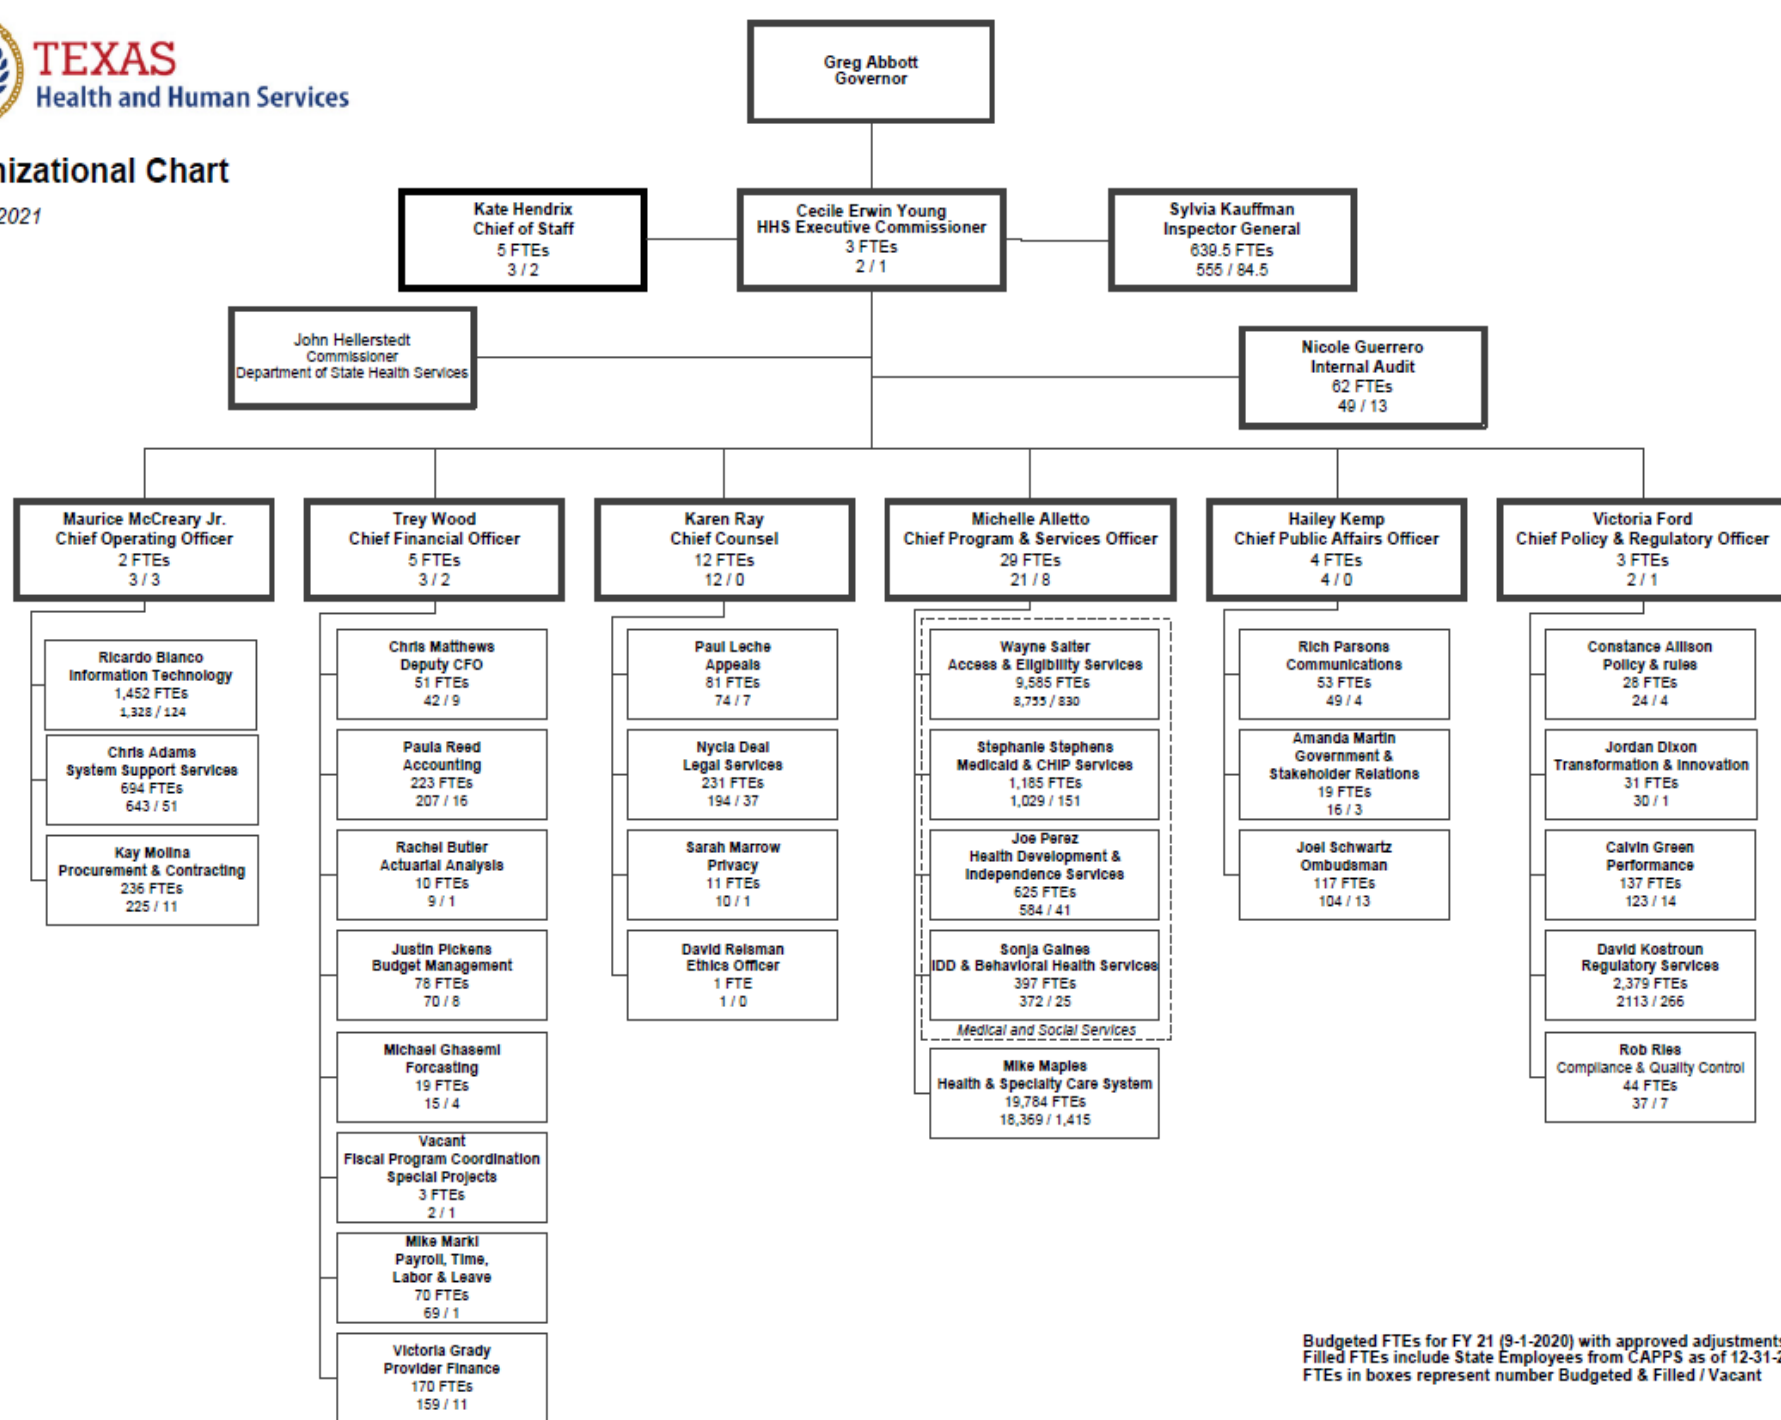 TEXAS
Health and Human Services
nizational Chart
2021
Greg Abbott
Governor
Kate Hendrix
Chief of Staff
5 FTEs
3 / 2
Cecile Erwin Young
HHS Executive Commissioner
3 FTEs
2 / 1
Sylvia Kauffman
Inspector General
639.5 FTEs
555 / 84.5
John Hellerstedt
Commissioner
Department of State Health Services
Nicole Guerrero
Internal Audit
62 FTEs
49 / 13
Maurice McCreary Jr.
Chief Operating Officer
2 FTEs
3 / 3
Trey Wood
Chief Financial Officer
5 FTEs
3 / 2
Karen Ray
Chief Counsel
12 FTEs
12 / 0
Michelle Alletto
Chief Program & Services Officer
29 FTEs
21 / 8
Hailey Kemp
Chief Public Affairs Officer
4 FTEs
4 / 0
Victoria Ford
Chief Policy & Regulatory Officer
3 FTEs
2 / 1
Ricardo Blanco
Information Technology
1,452 FTEs
1,328 / 124
Chris Adams
System Support Services
694 FTEs
643 / 51
Kay Molina
Procurement & Contracting
236 FTEs
225 / 11
Chris Matthews
Deputy CFO
51 FTEs
42 / 9
Paula Reed
Accounting
223 FTEs
207 / 16
Rachel Butler
Actuarial Analysis
10 FTEs
9 / 1
Justin Pickens
Budget Management
78 FTEs
70 / 8
Michael Ghasemi
Forcasting
19 FTEs
15 / 4
Vacant
Fiscal Program Coordination
Special Projects
3 FTEs
2 / 1
Mike Markl
Payroll, Time,
Labor & Leave
70 FTEs
69 / 1
Victoria Grady
Provider Finance
170 FTEs
159 / 11
Paul Leche
Appeals
81 FTEs
74 / 7
Nycia Deal
Legal Services
231 FTEs
194 / 37
Sarah Marrow
Privacy
11 FTEs
10 / 1
David Reisman
Ethics Officer
1 FTE
1 / 0
Wayne Salter
Access & Eligibility Services
9,585 FTEs
8,755 / 830
Stephanie Stephens
Medicaid & CHIP Services
1,185 FTEs
1,029 / 151
Joe Perez
Health Development &
Independence Services
625 FTEs
584 / 41
Sonja Gaines
IDD & Behavioral Health Services
397 FTEs
372 / 25
Medical and Social Services
Mike Maples
Health & Specialty Care System
19,784 FTEs
18,369 / 1,415
Rich Parsons
Communications
53 FTEs
49 / 4
Amanda Martin
Government &
Stakeholder Relations
19 FTEs
16 / 3
Joel Schwartz
Ombudsman
117 FTEs
104 / 13
Constance Allison
Policy & rules
28 FTEs
24 / 4
Jordan Dixon
Transformation & Innovation
31 FTEs
30 / 1
Calvin Green
Performance
137 FTEs
123 / 14
David Kostroun
Regulatory Services
2,379 FTEs
2113 / 266
Rob Ries
Compliance & Quality Control
44 FTEs
37 / 7
Budgeted FTEs for FY 21 (9-1-2020) with approved adjustments
Filled FTEs include State Employees from CAPPS as of 12-31-2
FTEs in boxes represent number Budgeted & Filled / Vacant